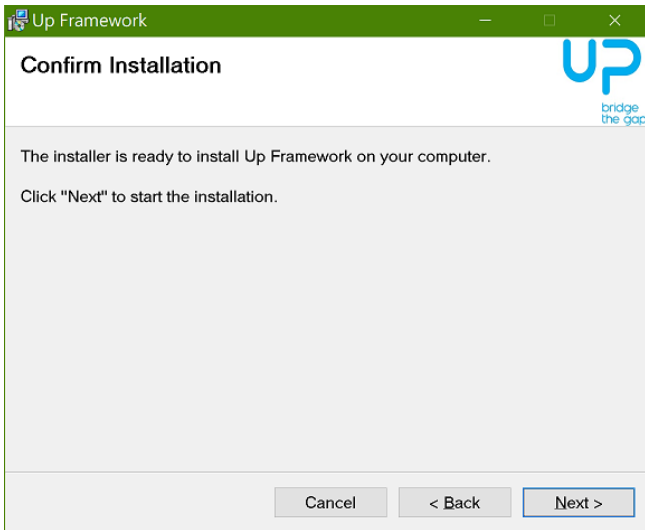 Up Framework
Confirm Installation
UP
bridge
the gap
The installer is ready to install Up Framework on your computer.
Click "Next" to start the installation.
Cancel
< Back
Next >